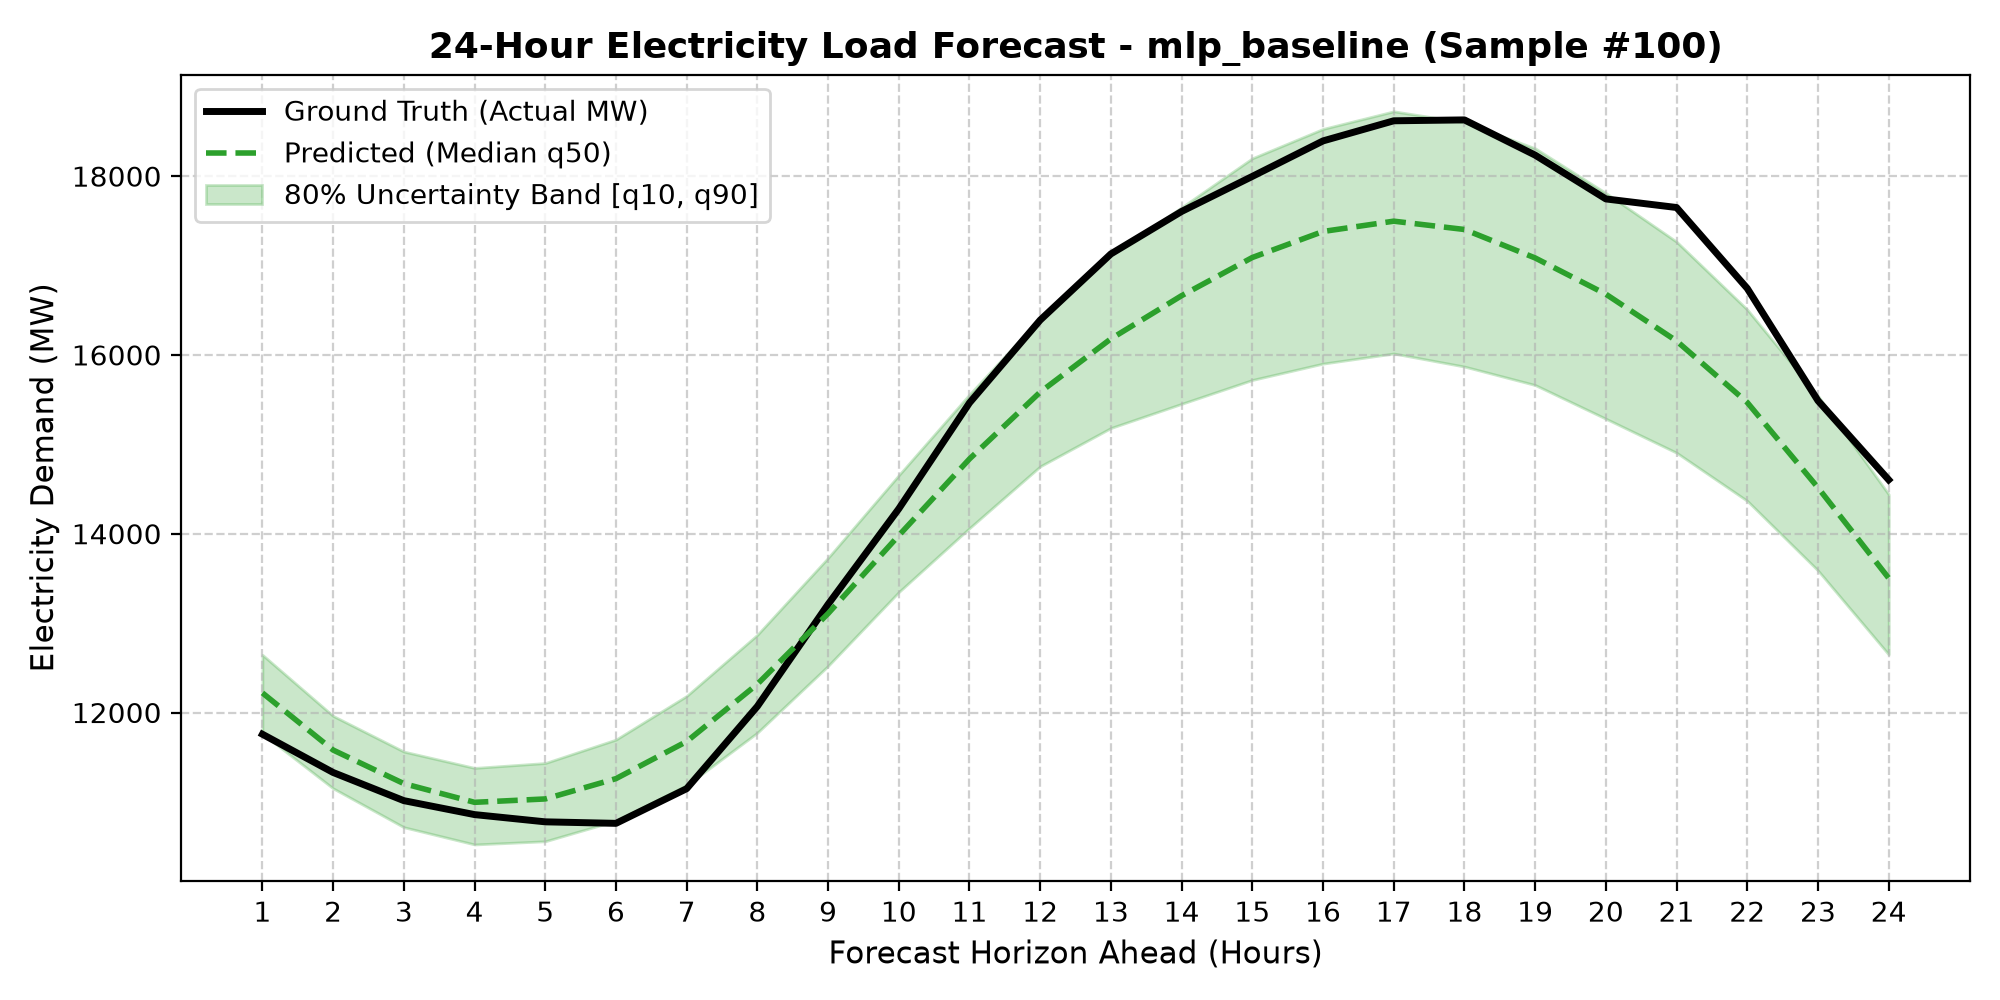 24-Hour Electricity Load Forecast - mlp_baseline (Sample #100)
Ground Truth (Actual MW)
Predicted (Median q50)
80% Uncertainty Band [q10, q90]
Electricity Demand (MW)
18000
16000
14000
12000
1 2 3 4 5 6 7 8 9 10 11 12 13 14 15 16 17 18 19 20 21 22 23 24
Forecast Horizon Ahead (Hours)